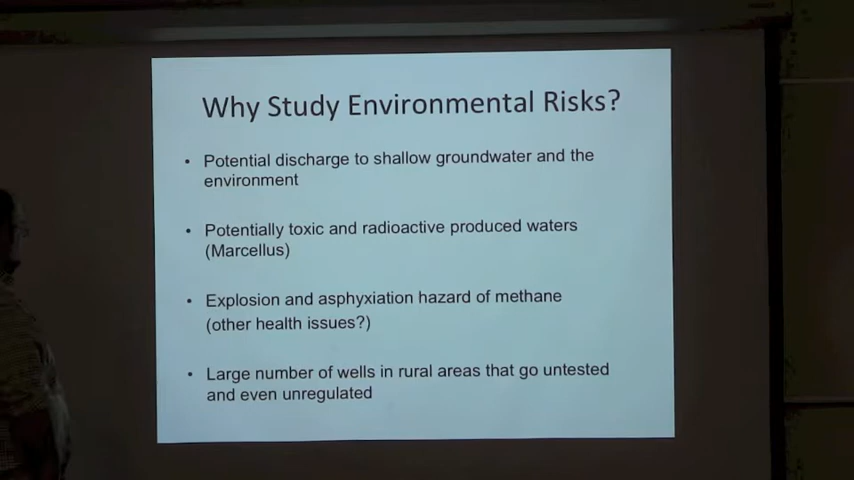 Why Study Environmental Risks?
• Potential discharge to shallow groundwater and the
environment
• Potentially toxic and radioactive produced waters
(Marcellus)
• Explosion and asphyxiation hazard of methane
(other health issues?)
• Large number of wells in rural areas that go untested
and even unregulated